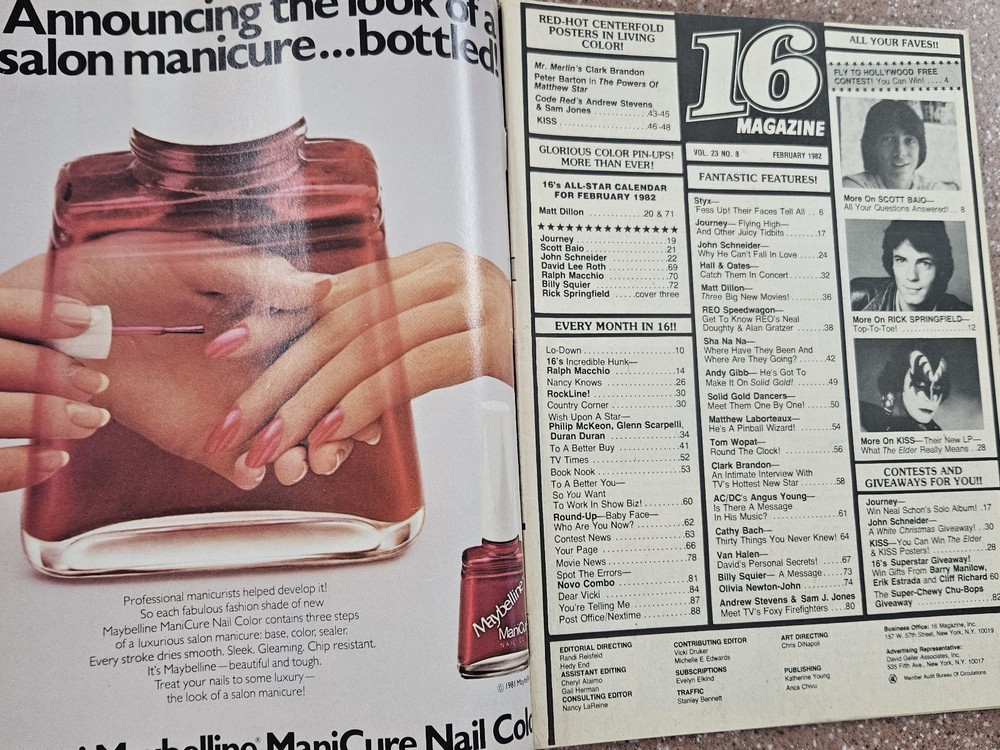 Announcing the look of a
salon manicure...bottled!
Professional manicurists helped develop it!
So each fabulous fashion shade of new
Maybelline ManiCure Nail Color contains three steps
of a luxurious salon manicure: base, color, sealer.
Every stroke dries smooth. Sleek. Gleaming. Chip resistant.
It's Maybelline—beautiful and tough.
Treat your nails to some luxury—
the look of a salon manicure!
Maybelline
ManiCu
NAIL CO
© 1981 Maybe
Maybelline® ManiCure Nail Colo
RED-HOT CENTERFOLD
POSTERS IN LIVING
COLOR!
Mr. Merlin's Clark Brandon
Peter Barton in The Powers Of
Matthew Star
Code Red's Andrew Stevens
& Sam Jones ..........43-45
KISS ..........46-48
GLORIOUS COLOR PIN-UPS!
MORE THAN EVER!
16's ALL-STAR CALENDAR
FOR FEBRUARY 1982
Matt Dillon ..........20 & 71
Journey ..........19
Scott Baio ..........21
John Schneider ..........22
David Lee Roth ..........69
Ralph Macchio ..........70
Billy Squier ..........72
Rick Springfield .....cover three
EVERY MONTH IN 16!!
Lo-Down ..........10
16's Incredible Hunk—
Ralph Macchio ..........14
Nancy Knows ..........26
RockLine! ..........30
Country Corner ..........30
Wish Upon A Star—
Philip McKeon, Glenn Scarpelli,
Duran Duran ..........34
To A Better Buy ..........41
TV Times ..........52
Book Nook ..........53
To A Better You—
So You Want
To Work In Show Biz! ..........60
Round-Up—Baby Face—
Who Are You Now? ..........62
Contest News ..........63
Your Page ..........66
Movie News ..........78
Spot The Errors—
Novo Combo ..........81
Dear Vicki ..........84
You're Telling Me ..........87
Post Office/Nextime ..........88
16
MAGAZINE
VOL. 23 NO. 8 FEBRUARY 1982
FANTASTIC FEATURES!
Styx—
'Fess Up! Their Faces Tell All .. 6
Journey—Flying High—
And Other Juicy Tidbits ........17
John Schneider—
Why He Can't Fall In Love .....24
Hall & Oates—
Catch Them In Concert ........32
Matt Dillon—
Three Big New Movies! ........36
REO Speedwagon—
Get To Know REO's Neal
Doughty & Alan Gratzer ........38
Sha Na Na—
Where Have They Been And
Where Are They Going? ........42
Andy Gibb—He's Got To
Make It On Solid Gold! ........49
Solid Gold Dancers—
Meet Them One By One! .....50
Matthew Laborteaux—
He's A Pinball Wizard! ........54
Tom Wopat—
Round The Clock! ..........56
Clark Brandon—
An Intimate Interview With
TV's Hottest New Star ........58
AC/DC's Angus Young—
Is There A Message
In His Music? ..........61
Cathy Bach—
Thirty Things You Never Knew! 64
Van Halen—
David's Personal Secrets! ......67
Billy Squier—A Message .....73
Olivia Newton-John ..........74
Andrew Stevens & Sam J. Jones
Meet TV's Foxy Firefighters ....80
ALL YOUR FAVES!!
FLY TO HOLLYWOOD FREE
CONTEST! You Can Win! .... 4
More On SCOTT BAIO—
All Your Questions Answered! .. 8
More On RICK SPRINGFIELD—
Top-To-Toe! ..........12
More On KISS—Their New LP—
What The Elder Really Means ..28
CONTESTS AND
GIVEAWAYS FOR YOU!!
Journey—
Win Neal Schon's Solo Album! .17
John Schneider—
A White Christmas Giveaway! ..30
KISS—You Can Win The Elder
& KISS Posters! ..........28
16's Superstar Giveaway!
Win Gifts From Barry Manilow,
Erik Estrada and Cliff Richard 60
The Super-Chewy Chu-Bops
Giveaway ..........82
EDITORIAL DIRECTING
Randi Reisfeld
Hedy End
ASSISTANT EDITING
Cheryl Alaimo
Gail Herman
CONSULTING EDITOR
Nancy LaReine
CONTRIBUTING EDITOR
Vicki Druker
Michelle E. Edwards
SUBSCRIPTIONS
Evelyn Elkind
TRAFFIC
Stanley Bennett
ART DIRECTING
Chris DiNapoli
PUBLISHING
Katherine Young
Anca Chivu
Business Office: 16 Magazine, Inc.
157 W. 57th Street, New York, N.Y. 10019
Advertising Representative:
David Geller Associates, Inc.
535 Fifth Ave., New York, N.Y. 10017
Member Audit Bureau Of Circulations